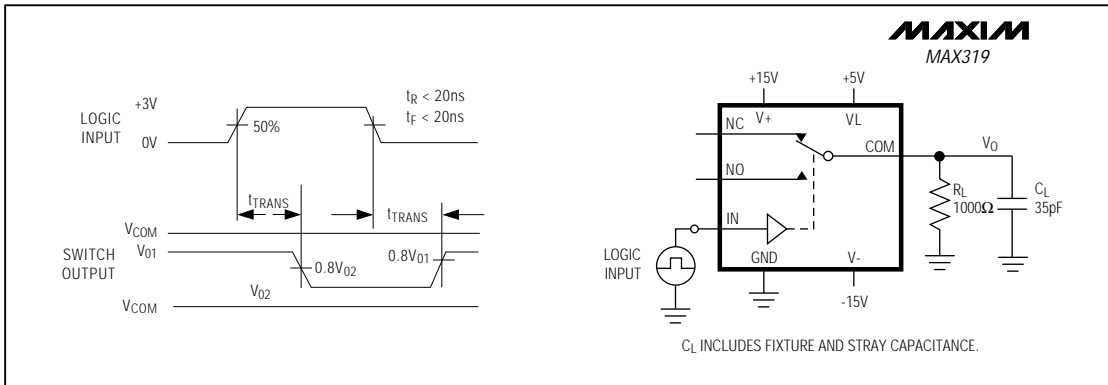 MAXIM
MAX319
+3V
LOGIC
INPUT
0V
50%
tR < 20ns
tF < 20ns
tTRANS
tTRANS
VCOM
V01
SWITCH
OUTPUT
0.8V02
0.8V01
V02
VCOM
+15V
+5V
V+
VL
NC
COM
VO
NO
RL
1000Ω
CL
35pF
IN
LOGIC
INPUT
GND
V-
-15V
CL INCLUDES FIXTURE AND STRAY CAPACITANCE.